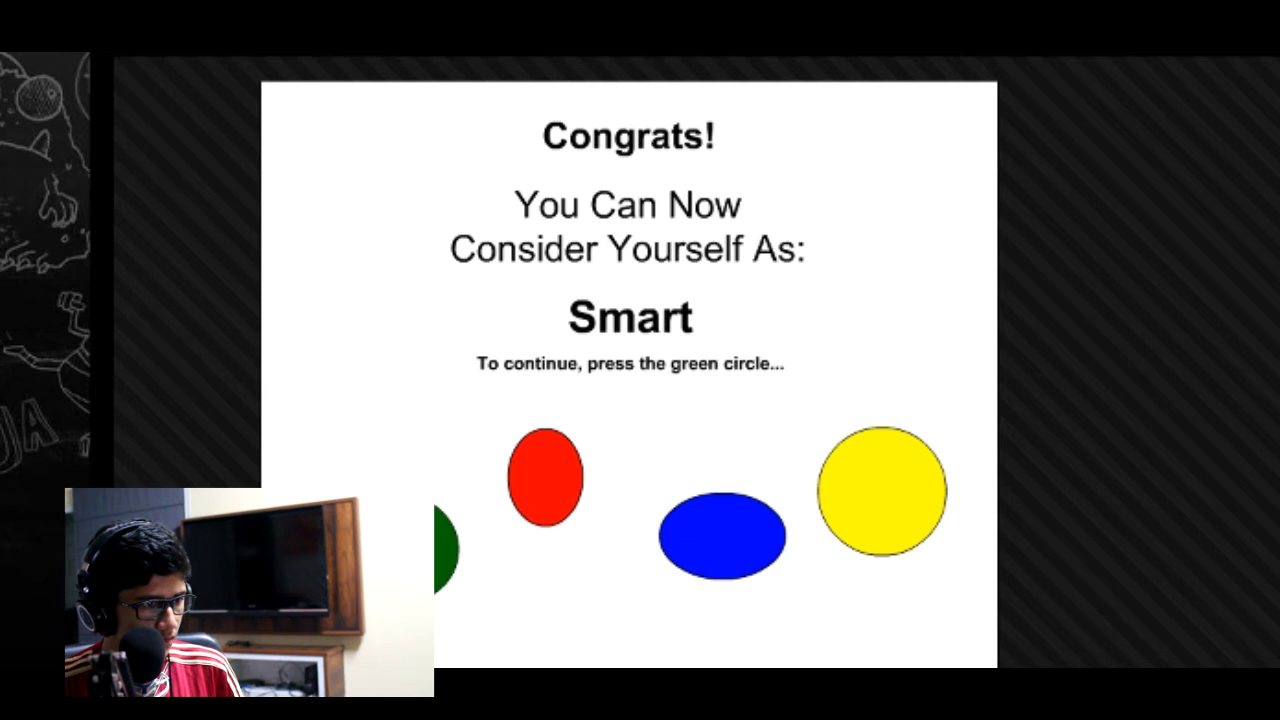 Congrats!
You Can Now
Consider Yourself As:
Smart
To continue, press the green circle...